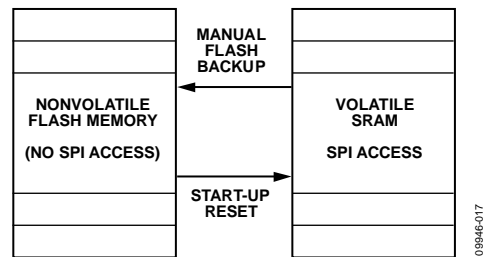 MANUAL
FLASH
BACKUP
NONVOLATILE
FLASH MEMORY
(NO SPI ACCESS)
VOLATILE
SRAM
SPI ACCESS
START-UP
RESET
09946-017